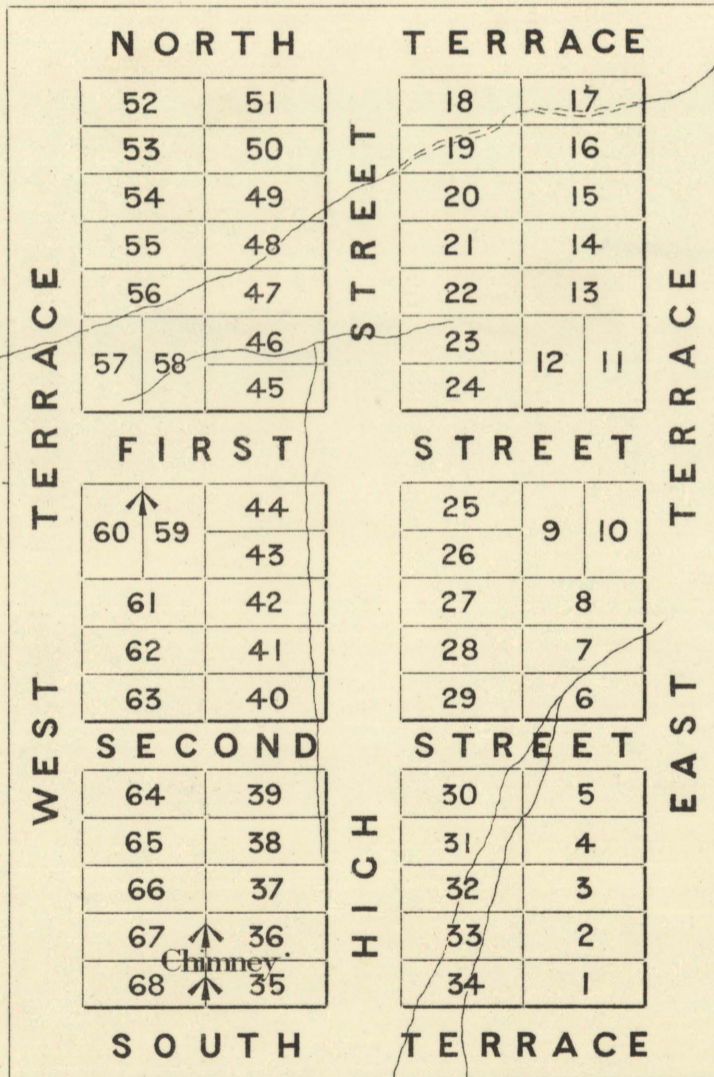 NORTH TERRACE
52 51 18 17
53 50 19 16
54 49 20 15
55 48 21 14
56 47 22 13
57 58 46 23 12 11
45 24
FIRST STREET
60 59 44 25 9 10
43 26
61 42 27 8
62 41 28 7
63 40 29 6
SECOND STREET
64 39 30 5
65 38 31 4
66 37 32 3
67 36 33 2
Chimney
68 35 34 1
SOUTH TERRACE
WEST TERRACE
HIGH STREET
EAST TERRACE